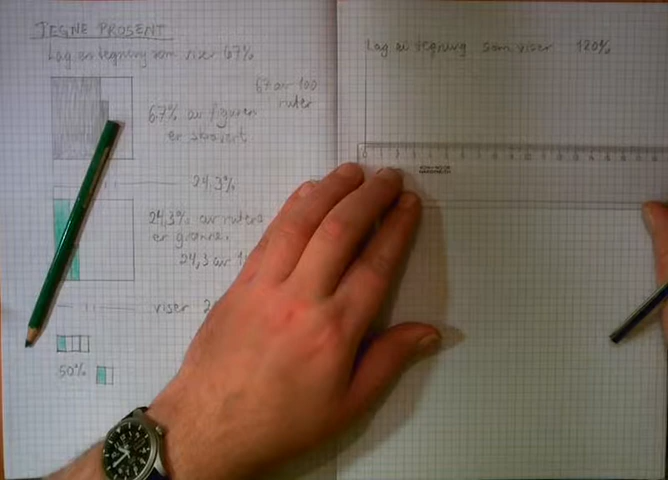 TEGNE PROSENT
Lag en tegning som viser 67%
67 av 100
ruter
67% av figuren
er skravert
24,3%
24,3% av rutene
er grønne.
24,3 av
viser
50%
Lag en tegning som viser 120%
0